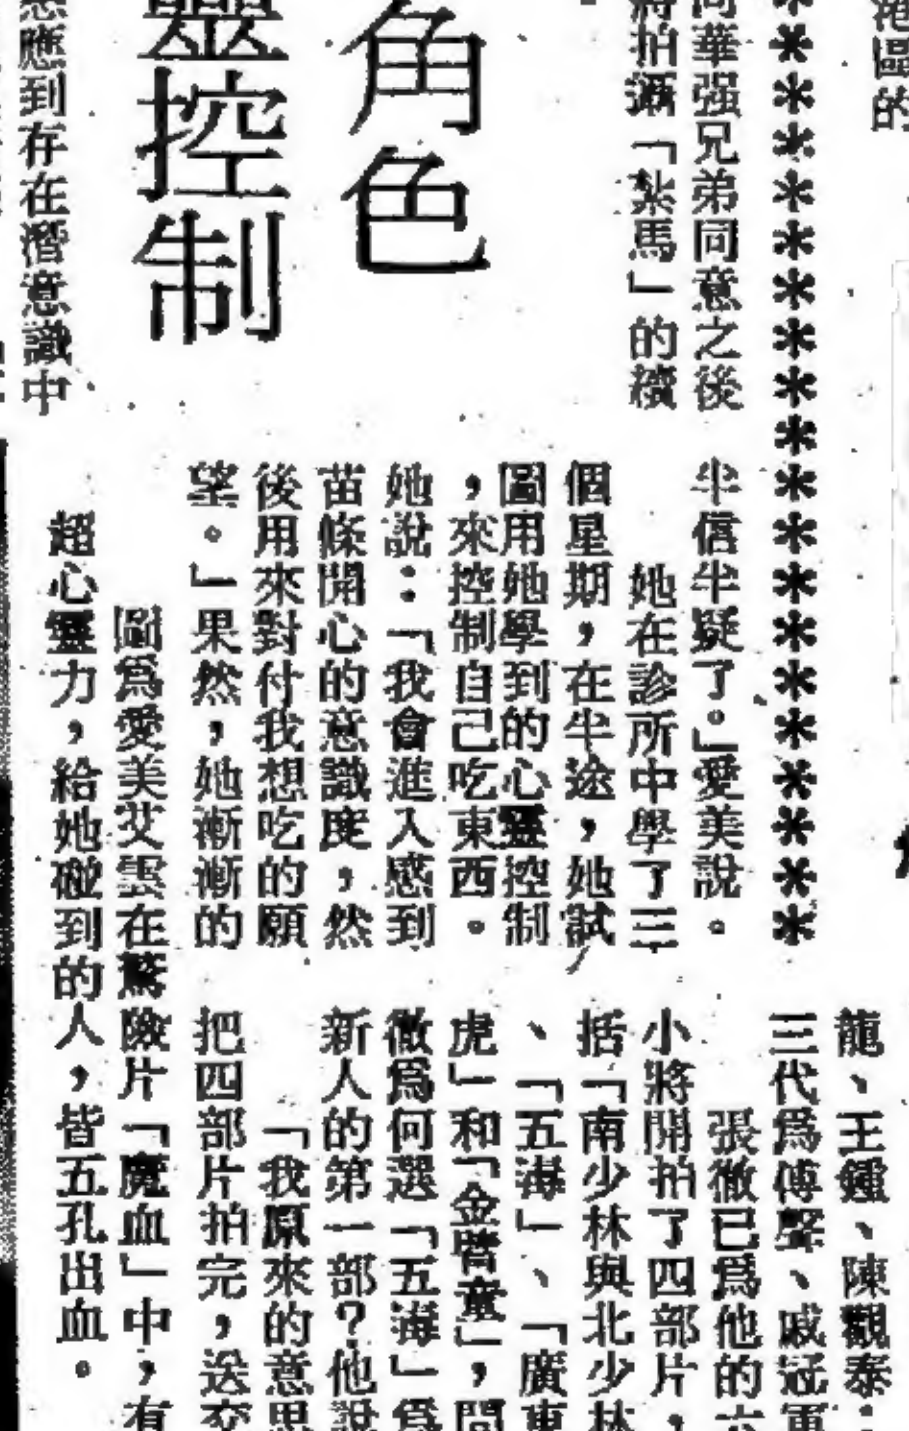 港區的
向華强兄弟同意之後
將拍攝「紮馬」的續
角色
靈控制
應到存在潛意識中
半信半疑了。」愛美說。
她在診所中學了三
個星期，在半途，她試
圖用她學到的心靈控制
，來控制自己吃東西。
她說：「我會進入感到
苗條開心的意識度，然
後用來對付我想吃的願
望。」果然，她漸漸的
圖爲愛美艾雲在驚險片「魔血」中，有
超心靈力，給她碰到的人，皆五孔出血。
龍、王鍾、陳觀泰：
三代爲傅聲、戚冠軍
張徹已爲他的六
小將開拍了四部片，
括「南少林與北少林
、「五海」、「廣東
虎」和「金臂童」，問
徹爲何選「五海」爲
新人的第一部？他說
「我原來的意思
把四部片拍完，送交